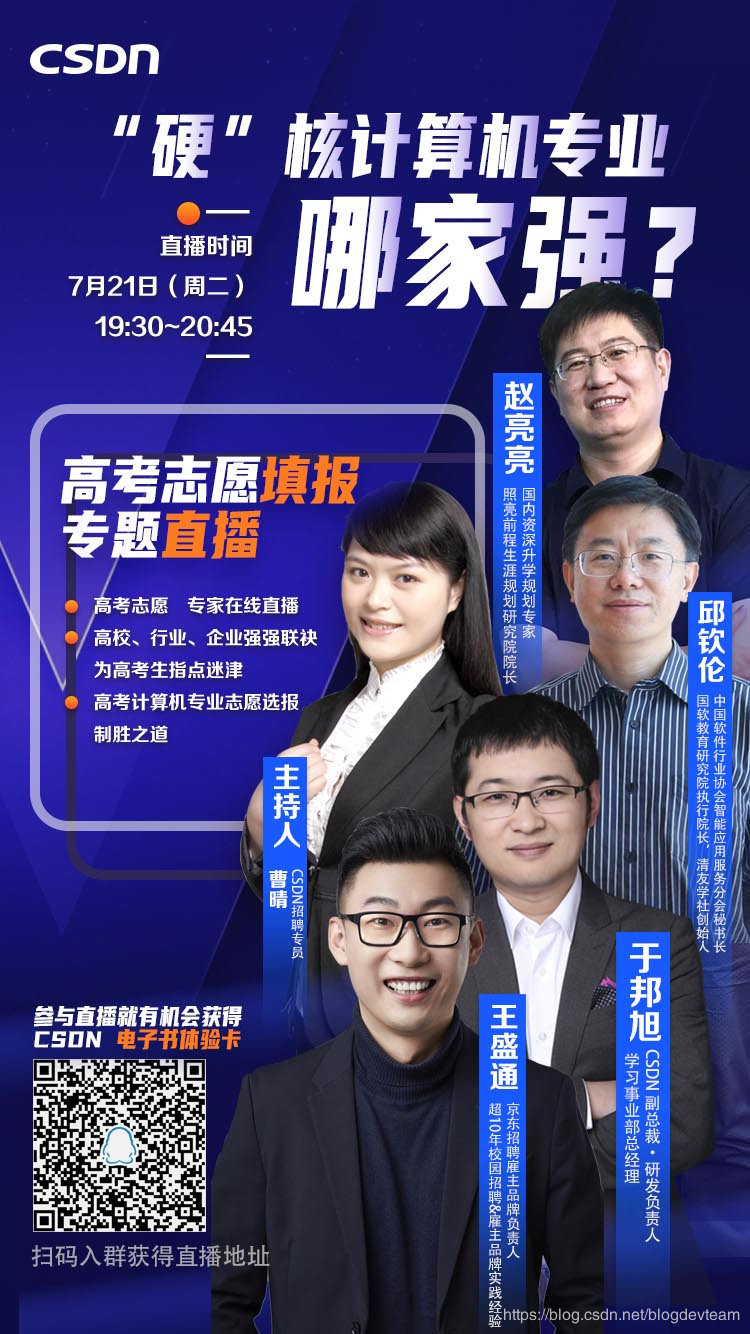 CSDN
“硬”核计算机专业
哪家强？
直播时间
7月21日（周二）
19:30~20:45
高考志愿填报
专题直播
高考志愿 专家在线直播
高校、行业、企业强强联袂
为高考生指点迷津
高考计算机专业志愿选报
制胜之道
赵亮亮
国内资深升学规划专家
照亮前程生涯规划研究院院长
邱钦伦
中国软件行业协会智能应用服务分会秘书长
国软教育研究院执行院长，清友学社创始人
主持人
CSDN招聘专员
曹晴
于邦旭
CSDN 副总裁·研发负责人
学习事业部总经理
王盛通
京东招聘雇主品牌负责人
超10年校园招聘&雇主品牌实践经验
参与直播就有机会获得
CSDN 电子书体验卡
扫码入群获得直播地址
https://blog.csdn.net/blogdevteam